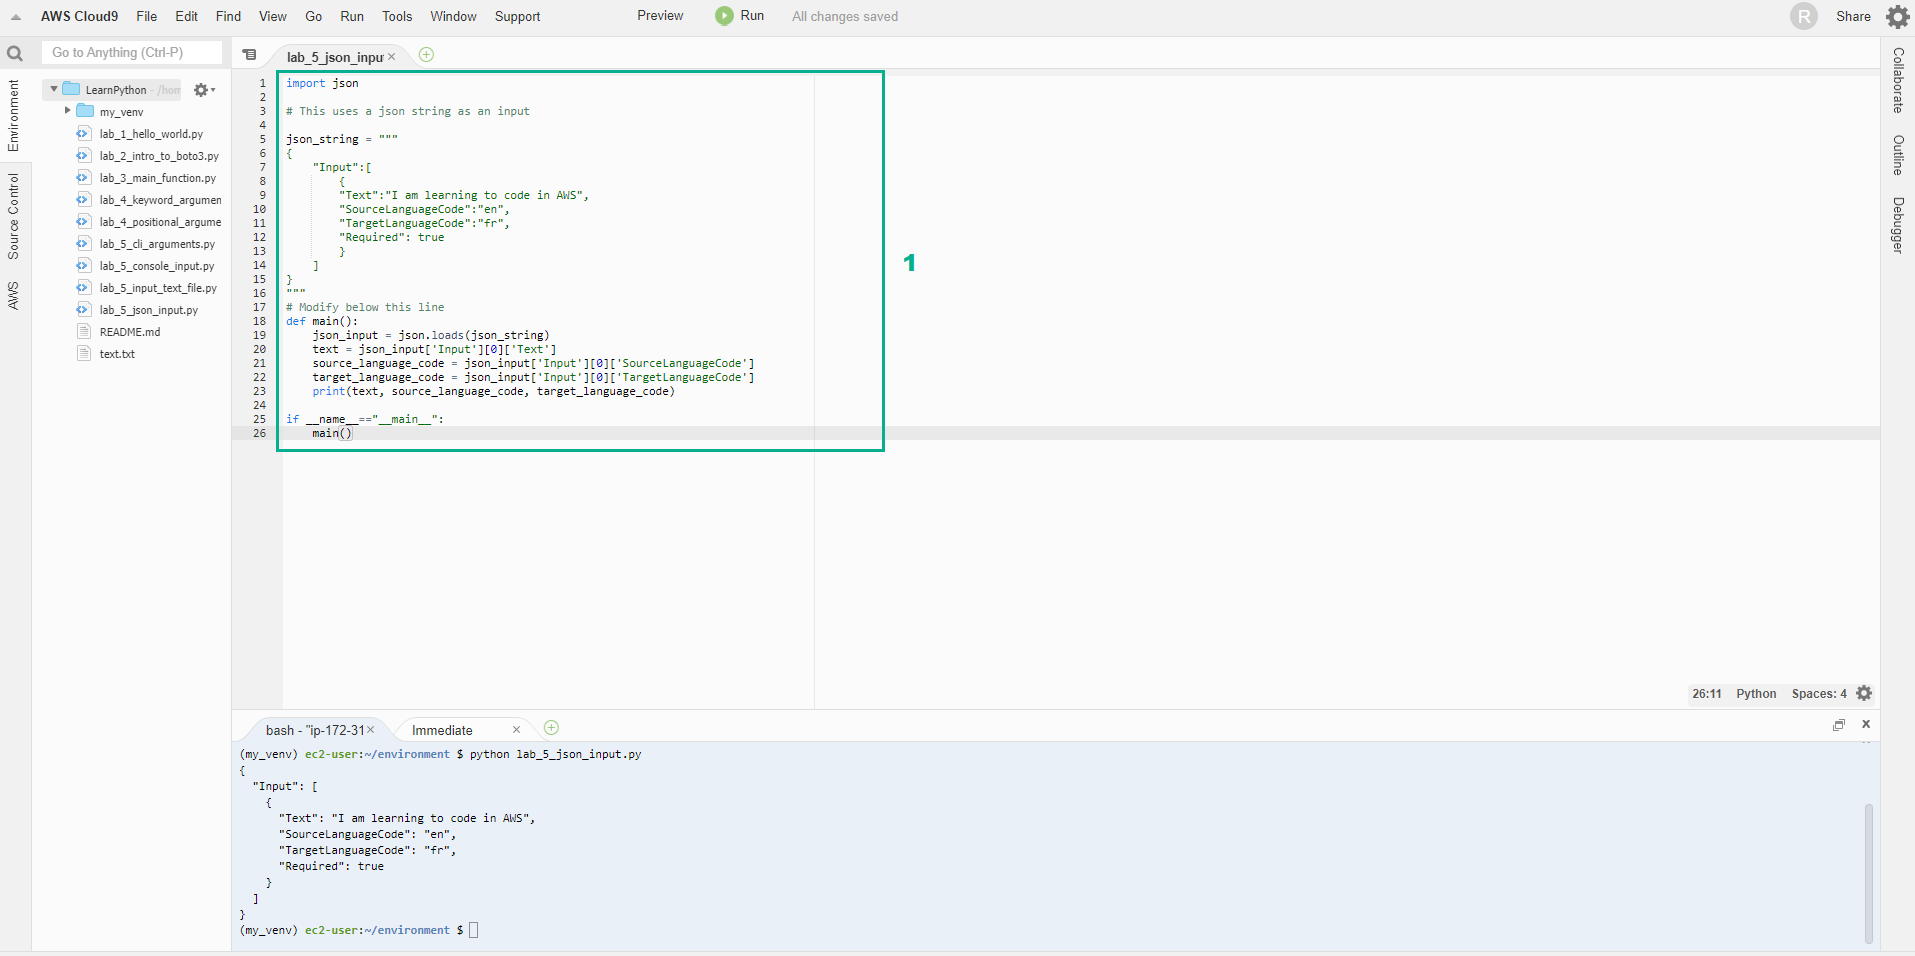 AWS Cloud9 File Edit Find View Go Run Tools Window Support Preview Run All changes saved R Share
Go to Anything (Ctrl-P)
Environment
Source Control
AWS
LearnPython - /hom
my_venv
lab_1_hello_world.py
lab_2_intro_to_boto3.py
lab_3_main_function.py
lab_4_keyword_argumen
lab_4_positional_argume
lab_5_cli_arguments.py
lab_5_console_input.py
lab_5_input_text_file.py
lab_5_json_input.py
README.md
text.txt
lab_5_json_input
1 import json
2
3 # This uses a json string as an input
4
5 json_string = """
6 {
7     "Input":[
8         {
9         "Text":"I am learning to code in AWS",
10         "SourceLanguageCode":"en",
11         "TargetLanguageCode":"fr",
12         "Required": true
13         }
14     ]
15 }
16 """
17 # Modify below this line
18 def main():
19     json_input = json.loads(json_string)
20     text = json_input['Input'][0]['Text']
21     source_language_code = json_input['Input'][0]['SourceLanguageCode']
22     target_language_code = json_input['Input'][0]['TargetLanguageCode']
23     print(text, source_language_code, target_language_code)
24
25 if __name__=="__main__":
26     main()
1
26:11 Python Spaces: 4
Collaborate
Outline
Debugger
bash - "ip-172-31 Immediate
(my_venv) ec2-user:~/environment $ python lab_5_json_input.py
{
  "Input": [
    {
      "Text": "I am learning to code in AWS",
      "SourceLanguageCode": "en",
      "TargetLanguageCode": "fr",
      "Required": true
    }
  ]
}
(my_venv) ec2-user:~/environment $